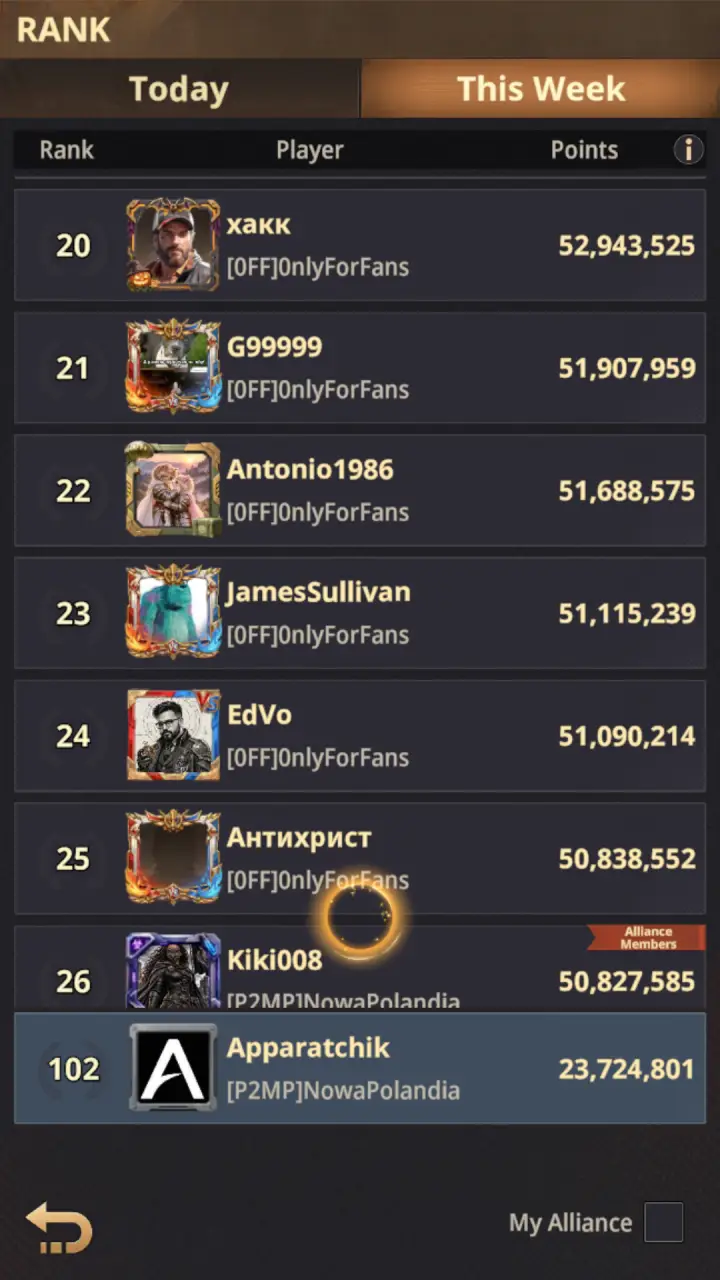 RANK
Today
This Week
Rank
Player
Points
20
хакк
[0FF]0nlyForFans
52,943,525
21
G99999
[0FF]0nlyForFans
51,907,959
22
Antonio1986
[0FF]0nlyForFans
51,688,575
23
JamesSullivan
[0FF]0nlyForFans
51,115,239
24
EdVo
[0FF]0nlyForFans
51,090,214
25
Антихрист
[0FF]0nlyForFans
50,838,552
Alliance
Members
26
Kiki008
[P2MP]NowaPolandia
50,827,585
102
Apparatchik
[P2MP]NowaPolandia
23,724,801
My Alliance